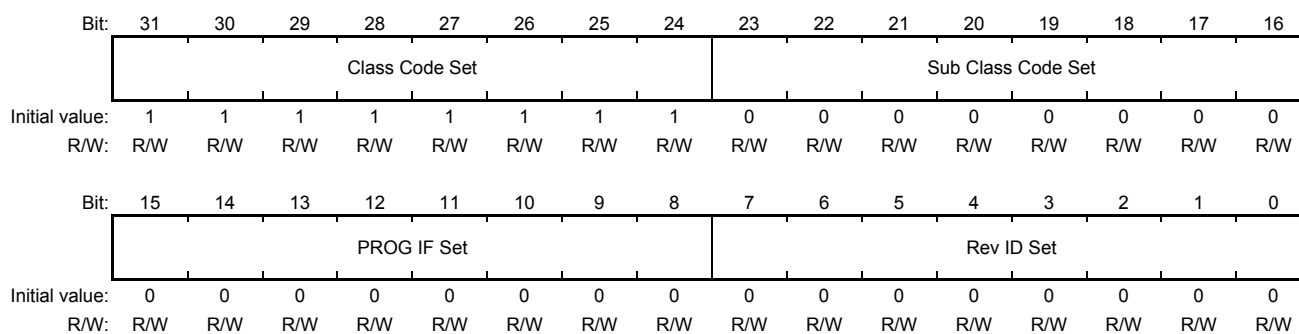 Bit: 31 30 29 28 27 26 25 24 23 22 21 20 19 18 17 16
Class Code Set Sub Class Code Set
Initial value: 1 1 1 1 1 1 1 1 0 0 0 0 0 0 0 0
R/W: R/W R/W R/W R/W R/W R/W R/W R/W R/W R/W R/W R/W R/W R/W R/W R/W
Bit: 15 14 13 12 11 10 9 8 7 6 5 4 3 2 1 0
PROG IF Set Rev ID Set
Initial value: 0 0 0 0 0 0 0 0 0 0 0 0 0 0 0 0
R/W: R/W R/W R/W R/W R/W R/W R/W R/W R/W R/W R/W R/W R/W R/W R/W R/W